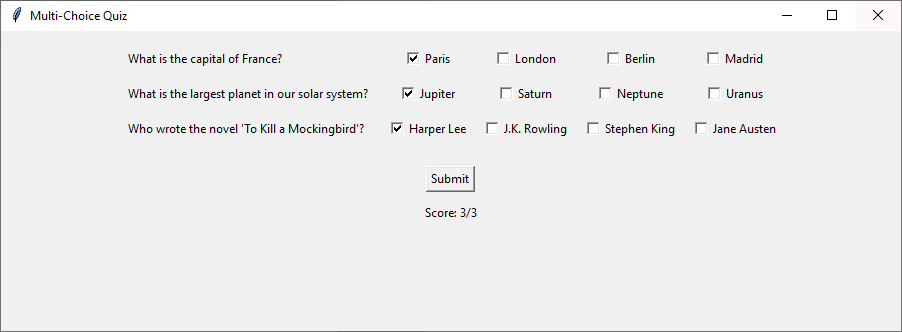 Multi-Choice Quiz
What is the capital of France? Paris London Berlin Madrid
What is the largest planet in our solar system? Jupiter Saturn Neptune Uranus
Who wrote the novel 'To Kill a Mockingbird'? Harper Lee J.K. Rowling Stephen King Jane Austen
Submit
Score: 3/3